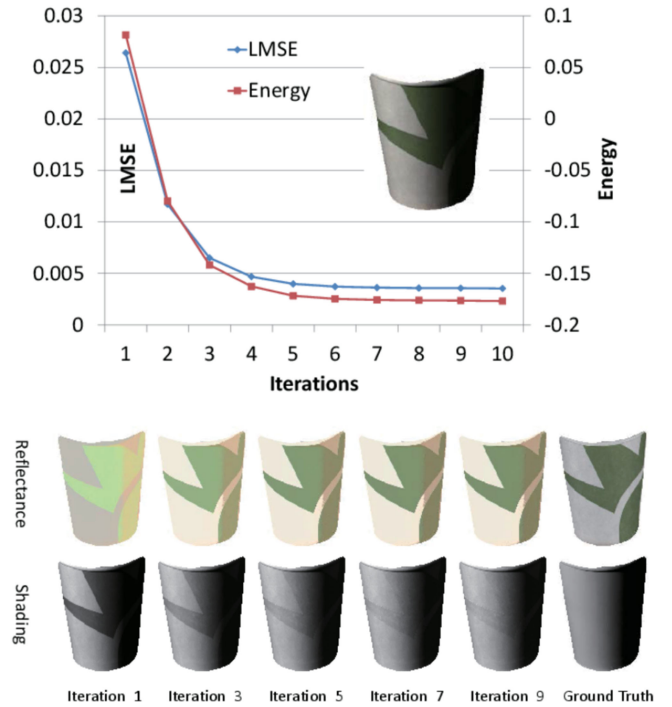 0.03
0.025
0.02
0.015
0.01
0.005
0
LMSE
LMSE
Energy
0.1
0.05
0
-0.05
-0.1
-0.15
-0.2
Energy
1 2 3 4 5 6 7 8 9 10
Iterations
Reflectance
Shading
Iteration 1 Iteration 3 Iteration 5 Iteration 7 Iteration 9 Ground Truth